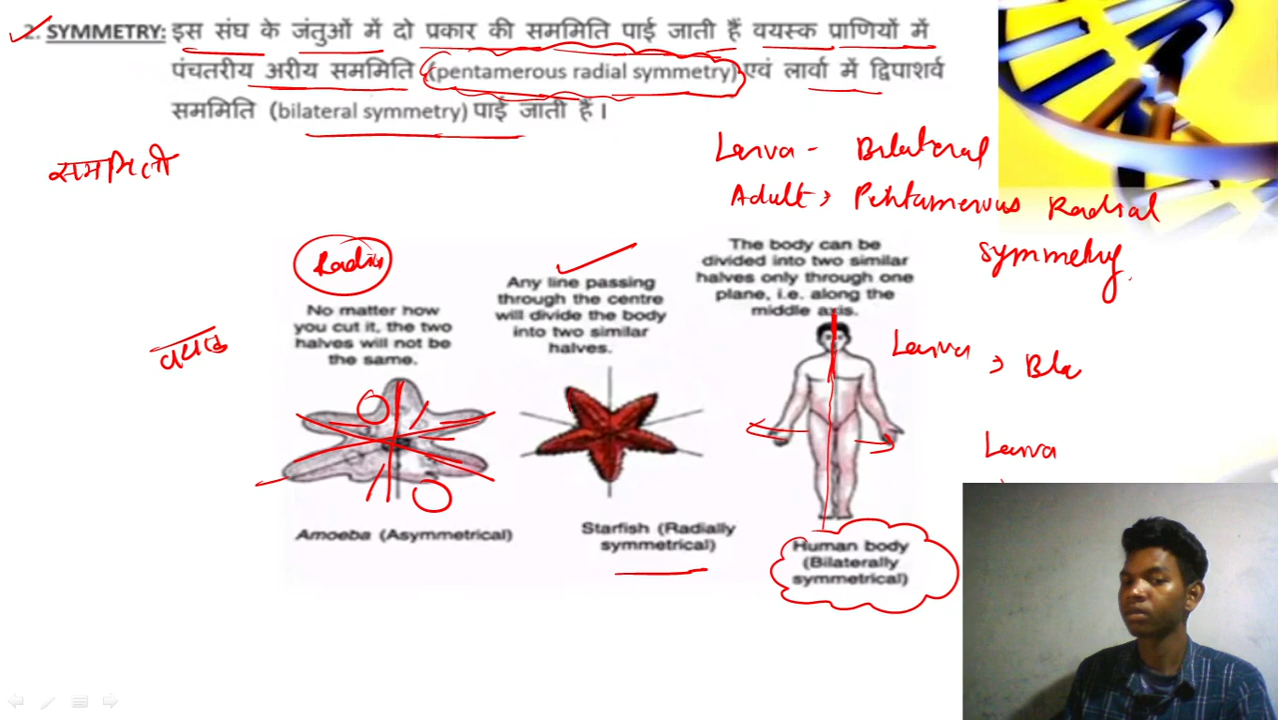 2. SYMMETRY: इस संघ के जंतुओं में दो प्रकार की सममिति पाई जाती हैं वयस्क प्राणियों में
पंचतरीय अरीय सममिति (pentamerous radial symmetry) एवं लार्वा में द्विपाशर्व
सममिति (bilateral symmetry) पाई जाती है।
सममिती
Larva - Bilateral
Adult → Pentamerous Radial
symmetry.
Radius
No matter how
you cut it, the two
halves will not be
the same.
Any line passing
through the centre
will divide the body
into two similar
halves.
The body can be
divided into two similar
halves only through one
plane, i.e. along the
middle axis.
वयस्क
Larva → Bla
Larva
Amoeba (Asymmetrical)
Starfish (Radially
symmetrical)
Human body
(Bilaterally
symmetrical)